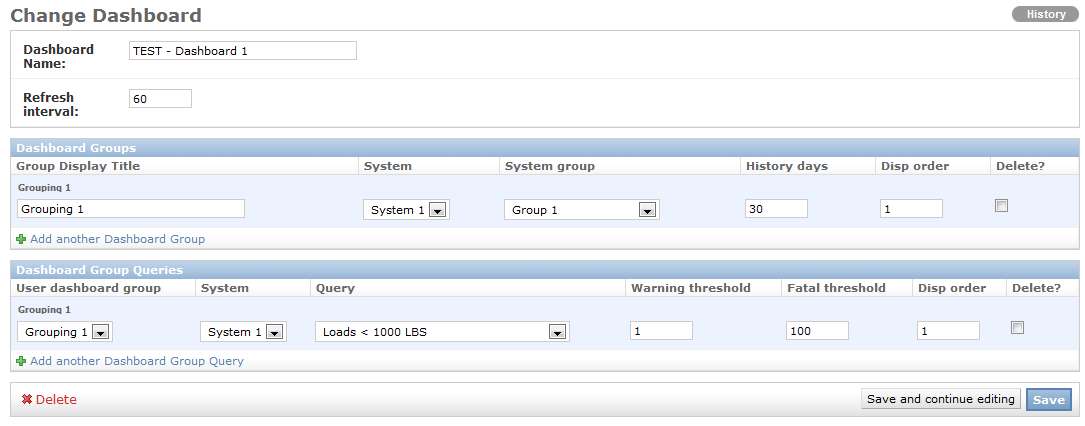 Change Dashboard History
Dashboard Name: TEST - Dashboard 1
Refresh interval: 60
Dashboard Groups
Group Display Title System System group History days Disp order Delete?
Grouping 1
Grouping 1 System 1 Group 1 30 1
Add another Dashboard Group
Dashboard Group Queries
User dashboard group System Query Warning threshold Fatal threshold Disp order Delete?
Grouping 1
Grouping 1 System 1 Loads < 1000 LBS 1 100 1
Add another Dashboard Group Query
Delete Save and continue editing Save